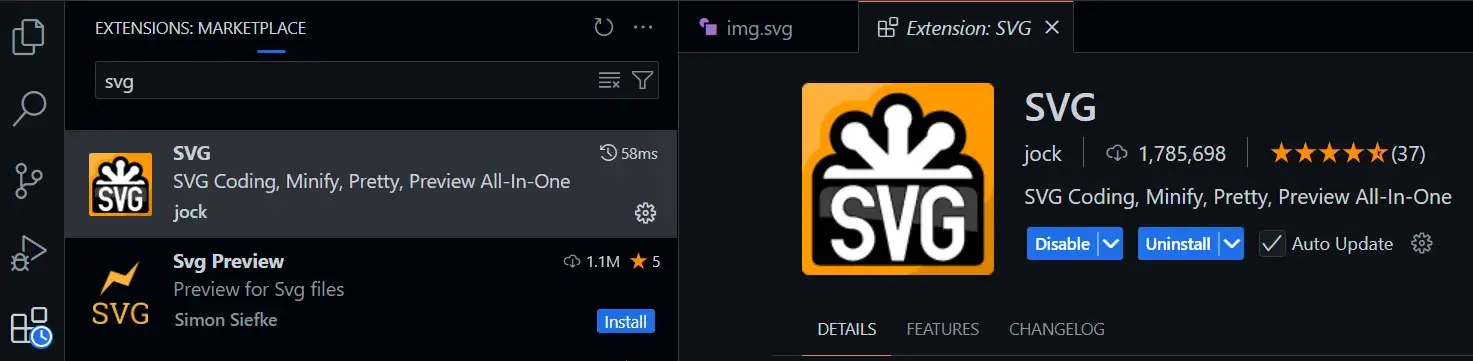 EXTENSIONS: MARKETPLACE
svg
SVG
58ms
SVG Coding, Minify, Pretty, Preview All-In-One
jock
SVG
Svg Preview
1.1M ★ 5
Preview for Svg files
Simon Siefke
Install
SVG
img.svg
Extension: SVG
SVG
SVG
jock
1,785,698
(37)
SVG Coding, Minify, Pretty, Preview All-In-One
Disable
Uninstall
Auto Update
DETAILS
FEATURES
CHANGELOG